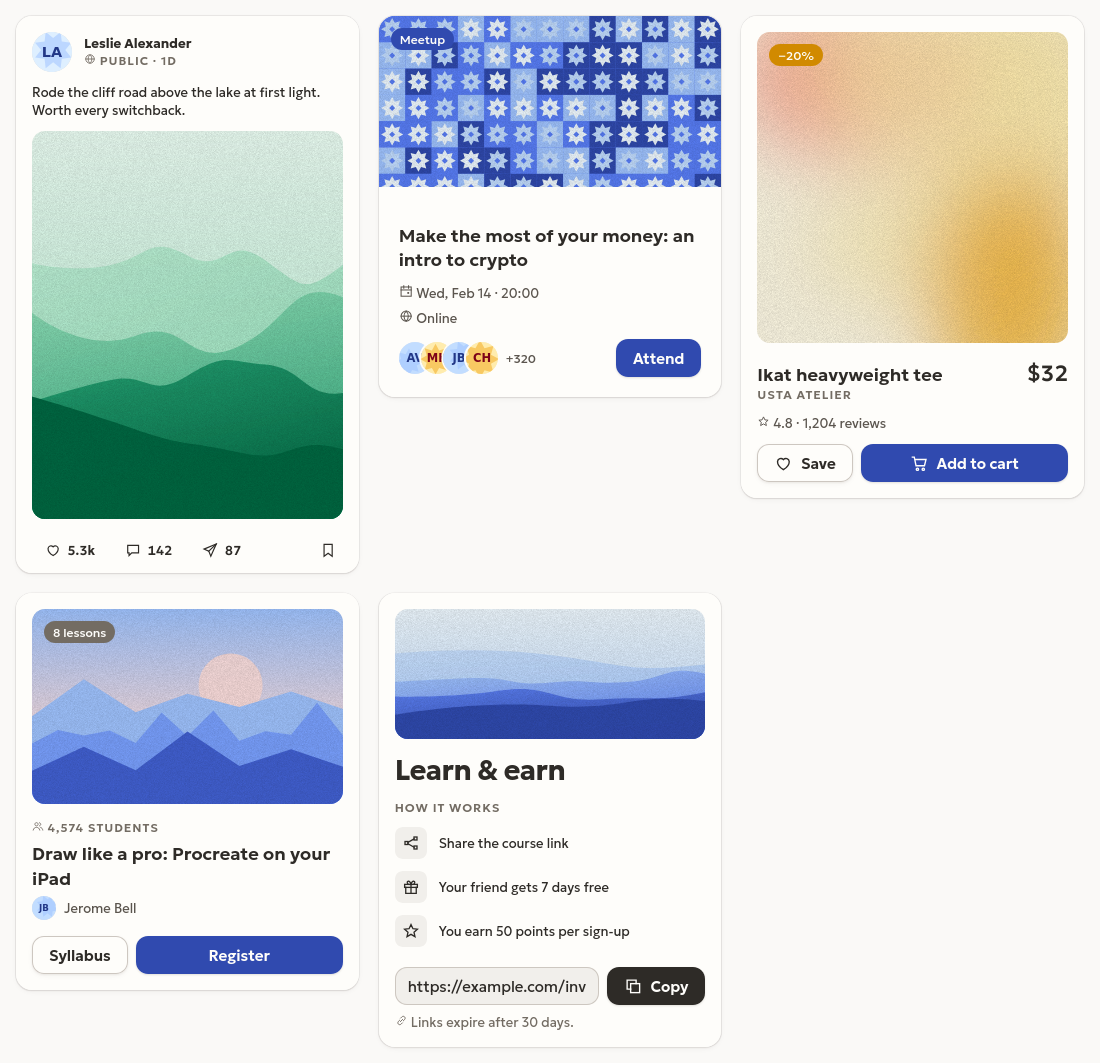 LA
Leslie Alexander
PUBLIC · 1D
Rode the cliff road above the lake at first light.
Worth every switchback.
5.3k
142
87
Meetup
Make the most of your money: an
intro to crypto
Wed, Feb 14 · 20:00
Online
JB CH +320
Attend
−20%
Ikat heavyweight tee
$32
USTA ATELIER
4.8 · 1,204 reviews
Save
Add to cart
8 lessons
4,574 STUDENTS
Draw like a pro: Procreate on your
iPad
JB
Jerome Bell
Syllabus
Register
Learn & earn
HOW IT WORKS
Share the course link
Your friend gets 7 days free
You earn 50 points per sign-up
https://example.com/inv
Copy
Links expire after 30 days.